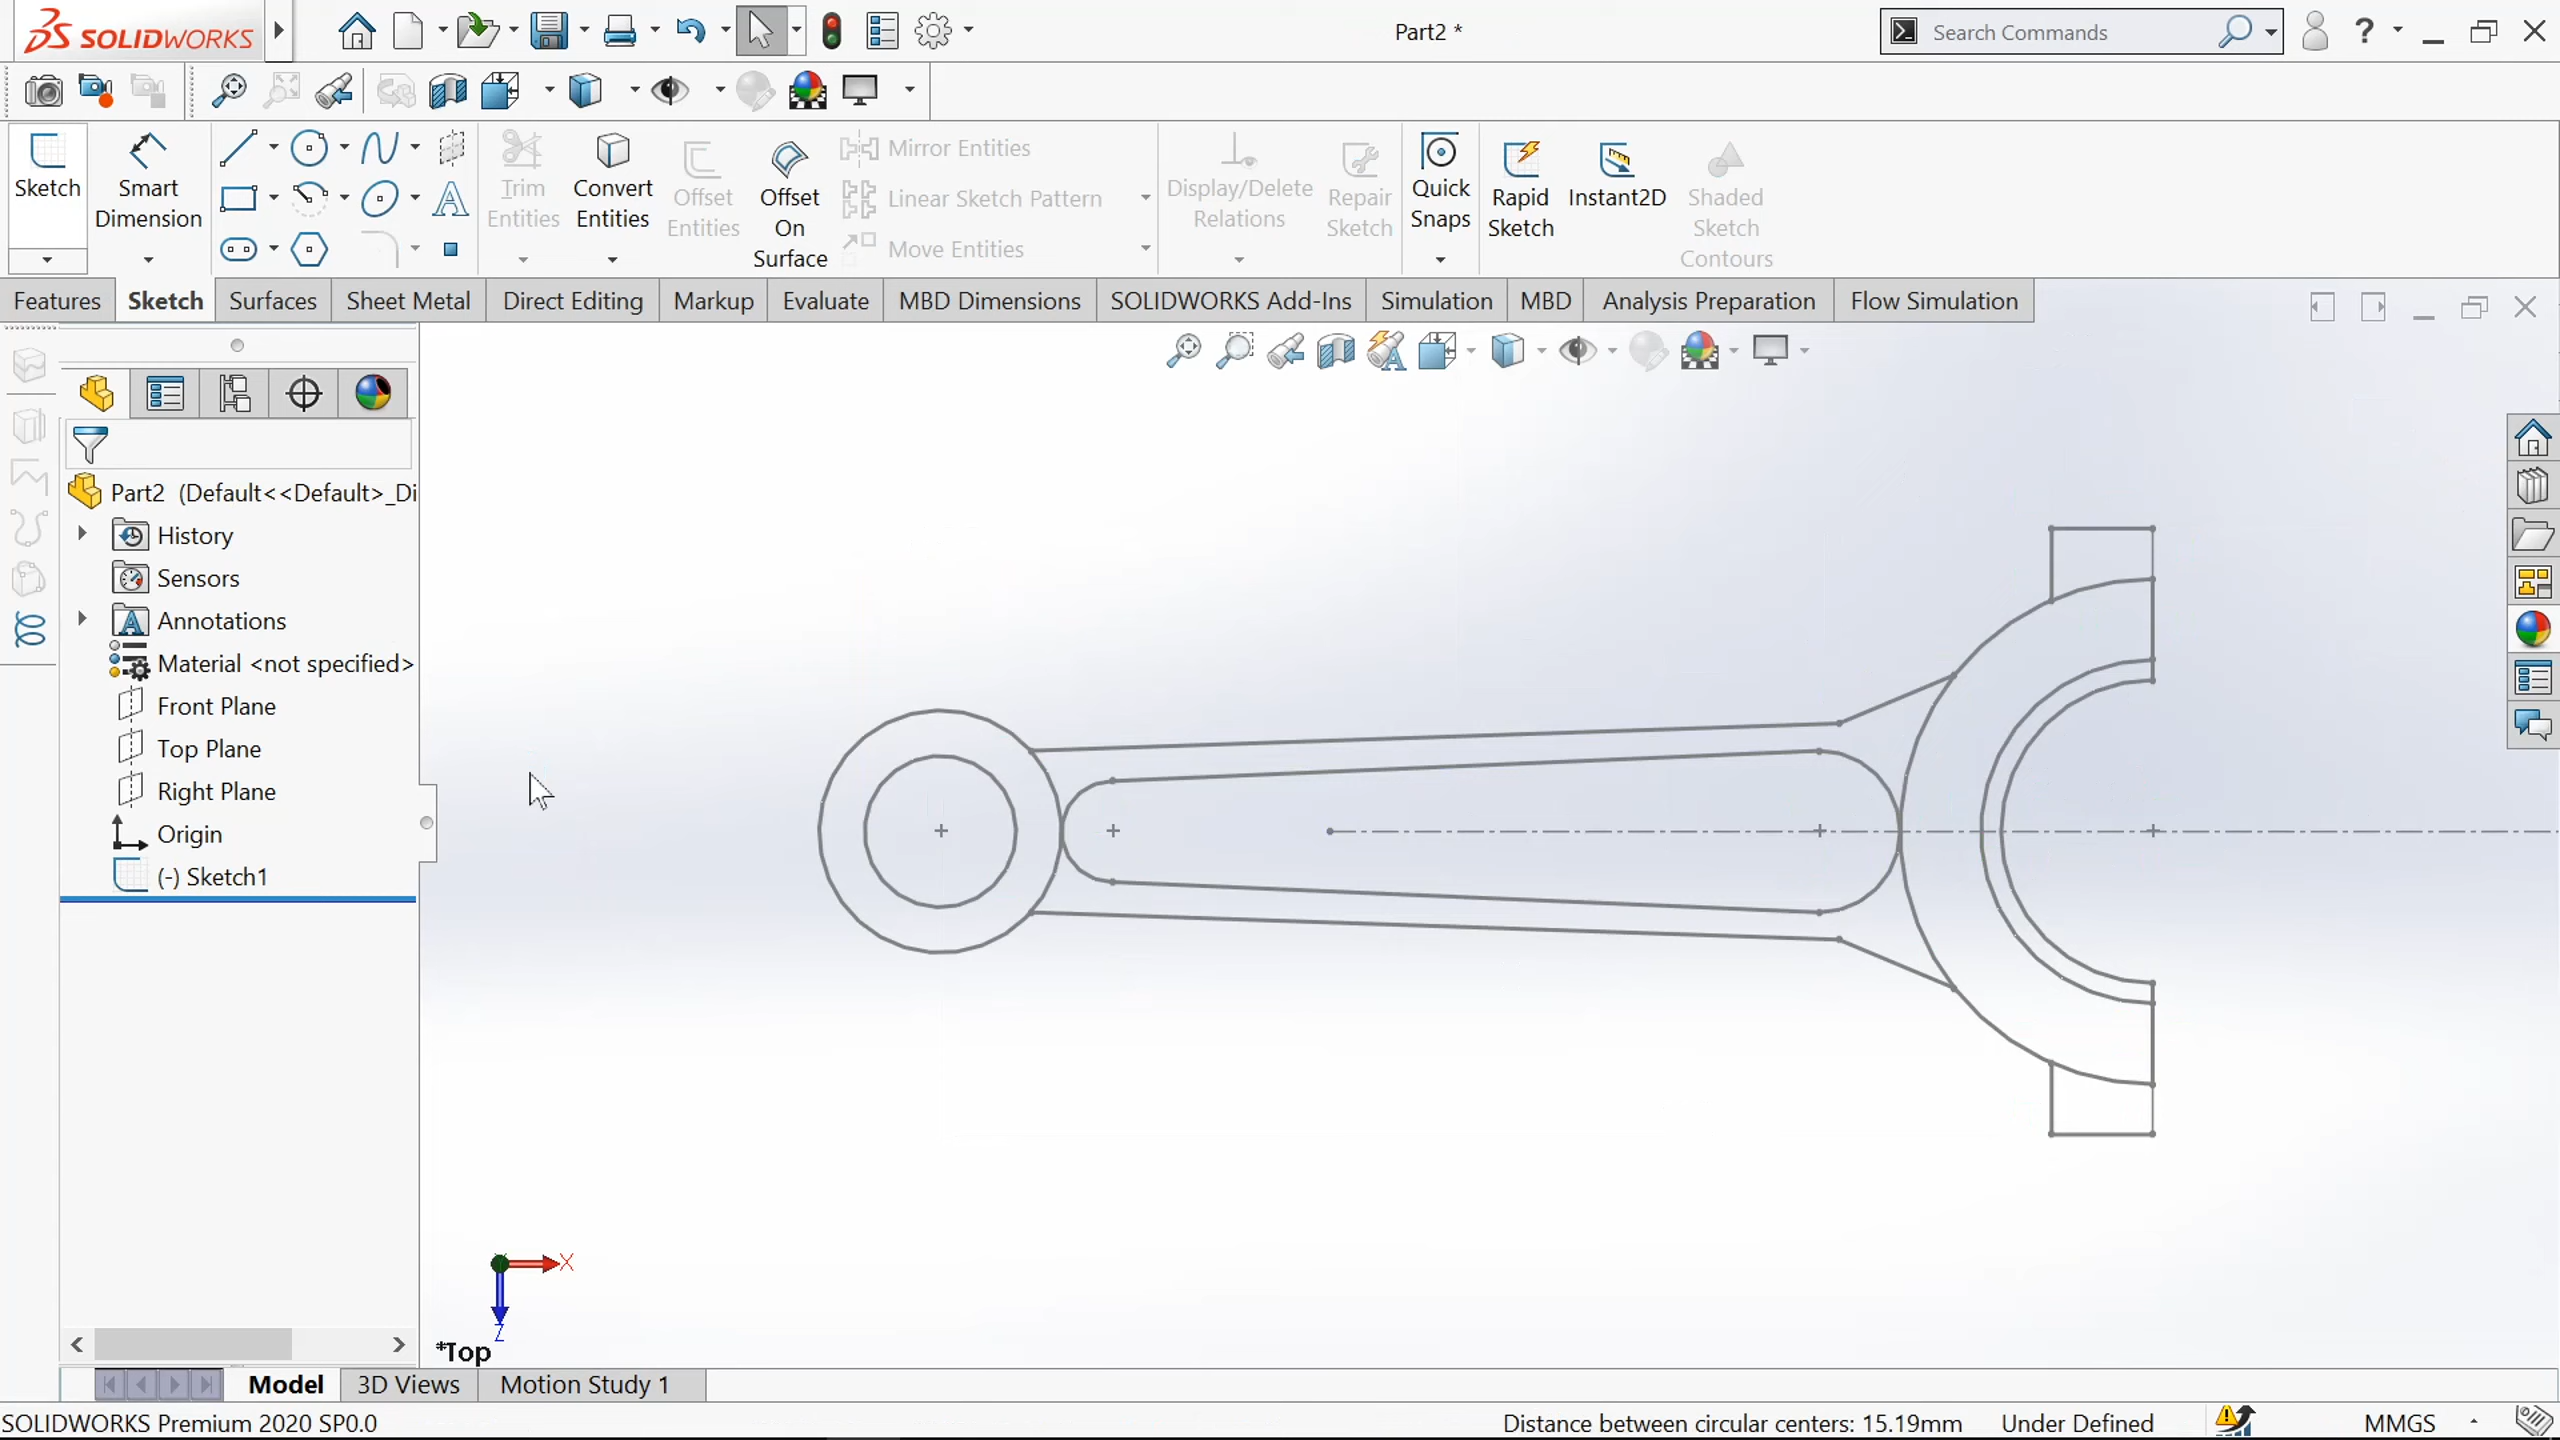 SOLIDWORKS
Part2 *
Search Commands
?
Sketch
Smart Dimension
Trim Entities
Convert Entities
Offset Entities
Offset On Surface
Mirror Entities
Linear Sketch Pattern
Move Entities
Display/Delete Relations
Repair Sketch
Quick Snaps
Rapid Sketch
Instant2D
Shaded Sketch Contours
Features Sketch Surfaces Sheet Metal Direct Editing Markup Evaluate MBD Dimensions SOLIDWORKS Add-Ins Simulation MBD Analysis Preparation Flow Simulation
Part2 (Default<<Default>_Di
History
Sensors
Annotations
Material <not specified>
Front Plane
Top Plane
Right Plane
Origin
(-) Sketch1
X
Z
*Top
Model 3D Views Motion Study 1
SOLIDWORKS Premium 2020 SP0.0
Distance between circular centers: 15.19mm Under Defined MMGS